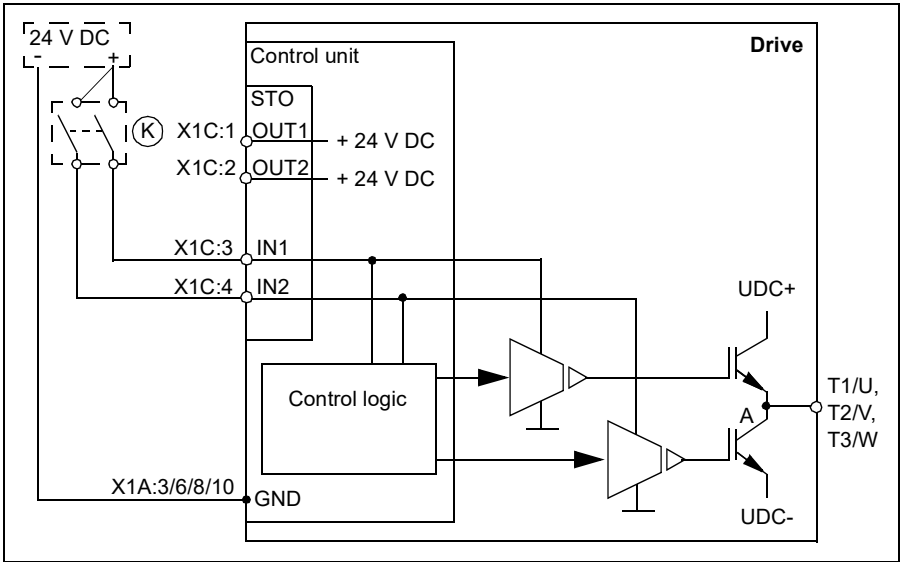 24 V DC
- +
Drive
Control unit
STO
K
X1C:1
OUT1
+ 24 V DC
X1C:2
OUT2
+ 24 V DC
X1C:3
IN1
X1C:4
IN2
UDC+
Control logic
A
T1/U,
T2/V,
T3/W
X1A:3/6/8/10
GND
UDC-